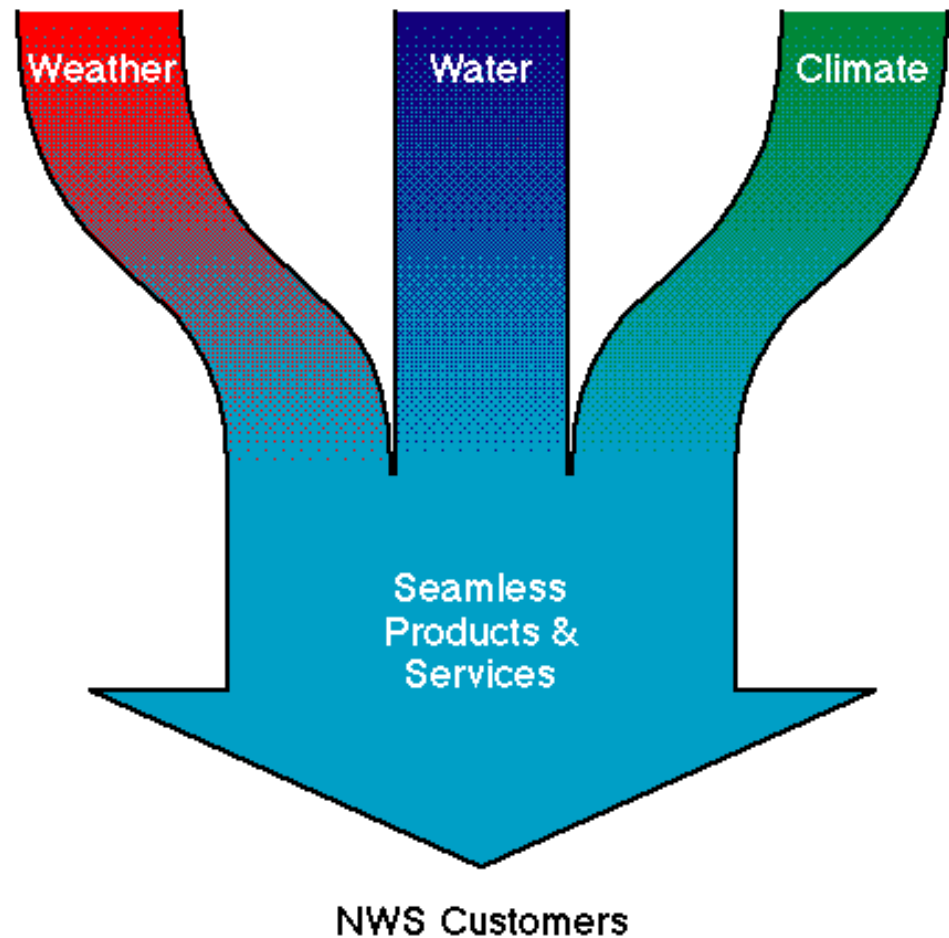 Weather
Water
Climate
Seamless
Products &
Services
NWS Customers